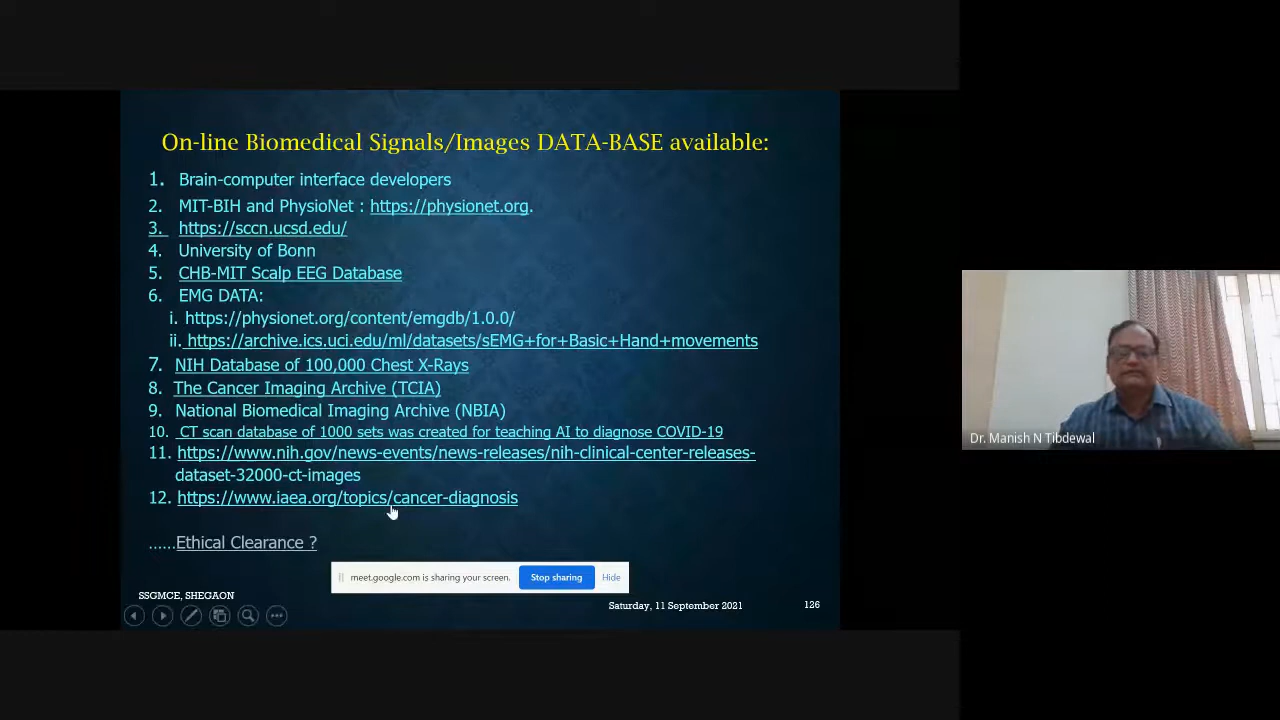 On-line Biomedical Signals/Images DATA-BASE available:
1. Brain-computer interface developers
2. MIT-BIH and PhysioNet : https://physionet.org.
3. https://sccn.ucsd.edu/
4. University of Bonn
5. CHB-MIT Scalp EEG Database
6. EMG DATA:
i. https://physionet.org/content/emgdb/1.0.0/
ii. https://archive.ics.uci.edu/ml/datasets/sEMG+for+Basic+Hand+movements
7. NIH Database of 100,000 Chest X-Rays
8. The Cancer Imaging Archive (TCIA)
9. National Biomedical Imaging Archive (NBIA)
10. CT scan database of 1000 sets was created for teaching AI to diagnose COVID-19
11. https://www.nih.gov/news-events/news-releases/nih-clinical-center-releases-
dataset-32000-ct-images
12. https://www.iaea.org/topics/cancer-diagnosis
......Ethical Clearance ?
meet.google.com is sharing your screen. Stop sharing Hide
SSGMCE, SHEGAON
Saturday, 11 September 2021 126
Dr. Manish N Tibdewal